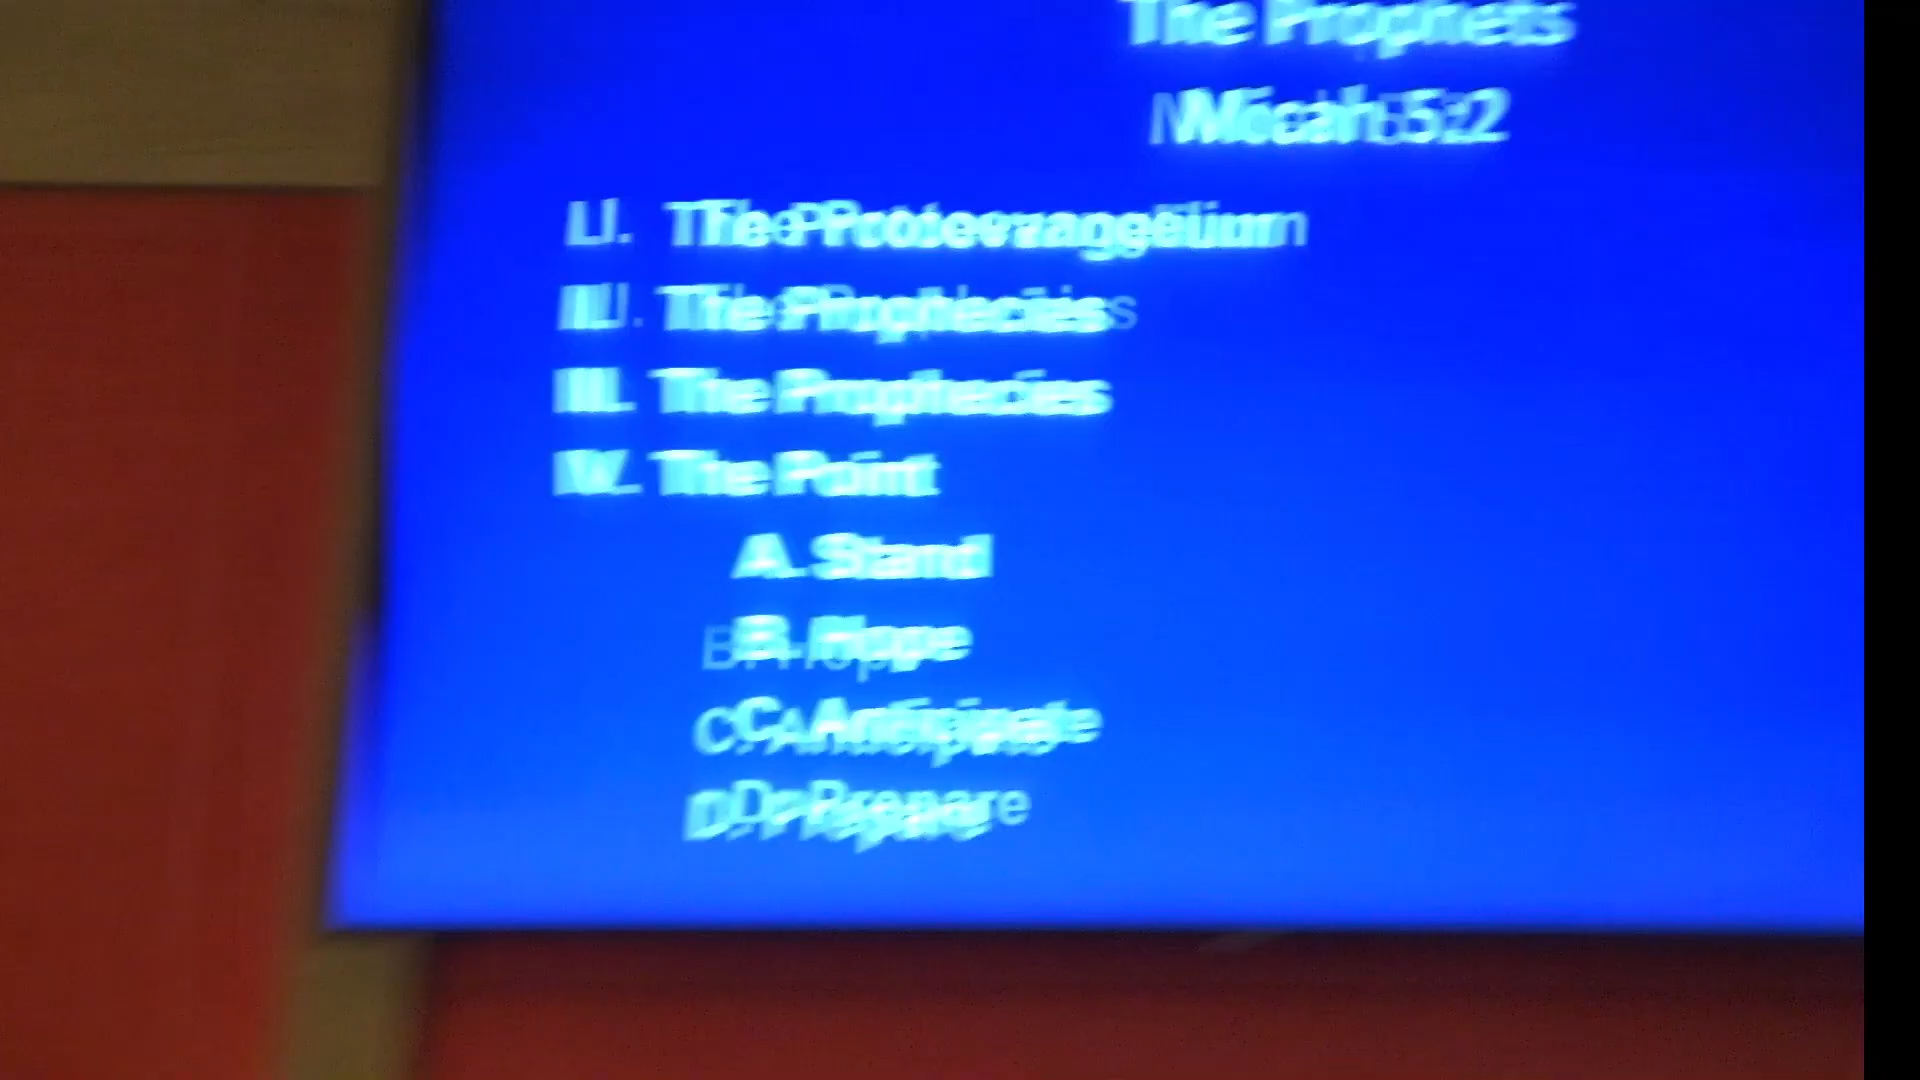 The Prophets
Micah 5:2
I. The Protoevangelium
II. The Prophecies
III. The Prophecies
IV. The Point
A. Stand
B. Hope
C. Anticipate
D. Prepare